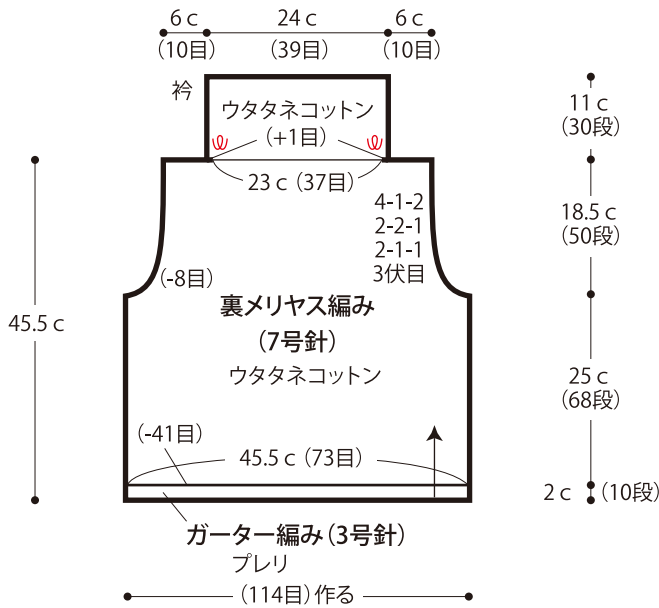 6 c 24 c 6 c
(10目) (39目) (10目)
衿
ウタタネコットン
(+1目)
23 c (37目)
11 c
(30段)
4-1-2
2-2-1
2-1-1
3伏目
18.5 c
(50段)
(-8目)
裏メリヤス編み
(7号針)
ウタタネコットン
45.5 c
25 c
(68段)
(-41目)
45.5 c (73目)
2 c (10段)
ガーター編み(3号針)
プレリ
(114目)作る